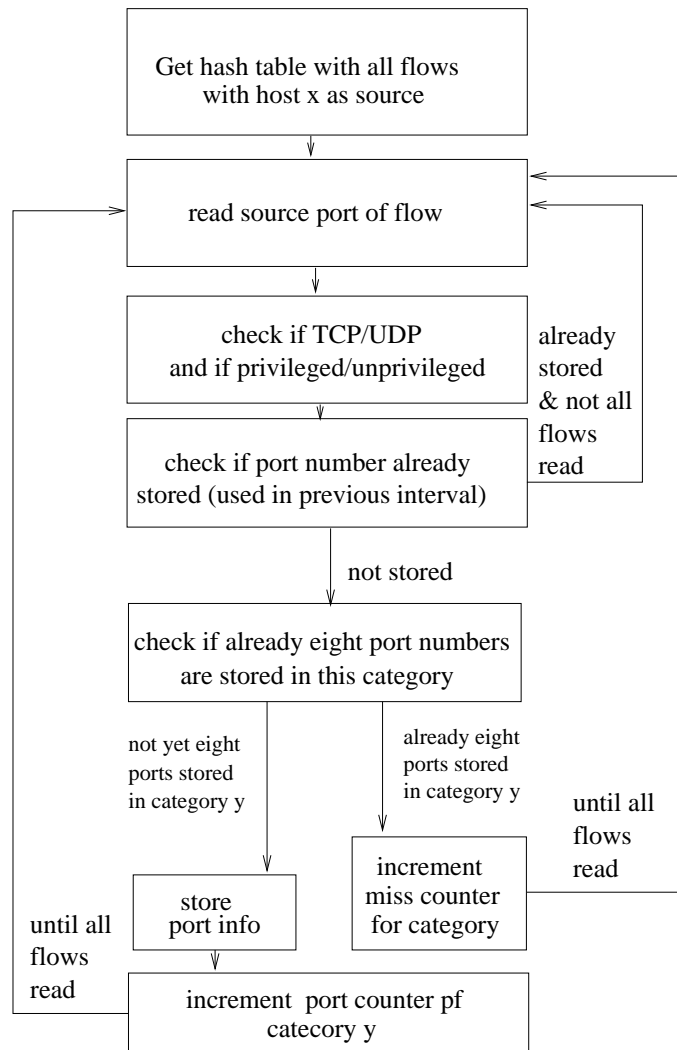 Get hash table with all flows
with host x as source
read source port of flow
check if TCP/UDP
and if privileged/unprivileged
already
stored
& not all
flows
read
check if port number already
stored (used in previous interval)
not stored
check if already eight port numbers
are stored in this category
not yet eight
ports stored
in category y
already eight
ports stored
in category y
until all
flows
read
increment
miss counter
for category
store
port info
until all
flows
read
increment port counter pf
catecory y